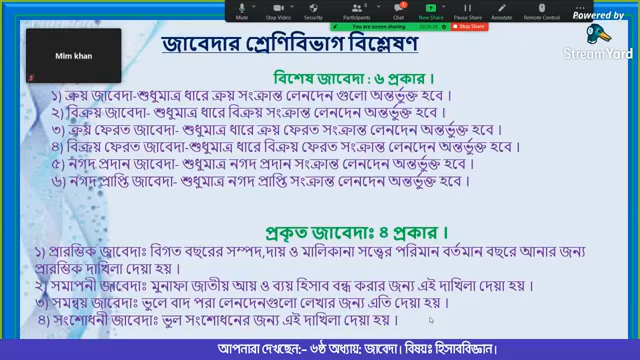 Mute
Stop Video
Security
Participants
Chat
New Share
Pause Share
Annotate
Remote Control
More
You are screen sharing
Stop Share
Powered by
StreamYard
Mim khan
জাবেদার শ্রেণিবিভাগ বিশ্লেষণ
বিশেষ জাবেদা : ৬ প্রকার ।
১) ক্রয় জাবেদা-শুধুমাত্র ধারে ক্রয় সংক্রান্ত লেনদেন গুলো অন্তর্ভুক্ত হবে ।
২) বিক্রয় জাবেদা- শুধুমাত্র ধারে বিক্রয় সংক্রান্ত লেনদেন অন্তর্ভুক্ত হবে ।
৩) ক্রয় ফেরত জাবেদা- শুধুমাত্র ধারে ক্রয় ফেরত সংক্রান্ত লেনদেন অন্তর্ভুক্ত হবে ।
৪) বিক্রয় ফেরত জাবেদা-শুধুমাত্র ধারে বিক্রয় ফেরত সংক্রান্ত লেনদেন অন্তর্ভুক্ত হবে ।
৫) নগদ প্রদান জাবেদা- শুধুমাত্র নগদ প্রদান সংক্রান্ত লেনদেন অন্তর্ভুক্ত হবে ।
৬) নগদ প্রাপ্তি জাবেদা- শুধুমাত্র নগদ প্রাপ্তি সংক্রান্ত লেনদেন অন্তর্ভুক্ত হবে ।
প্রকৃত জাবেদাঃ ৪ প্রকার ।
১) প্রারম্ভিক জাবেদাঃ বিগত বছরের সম্পদ,দায় ও মালিকানা সত্ত্বের পরিমান বর্তমান বছরে আনার জন্য
প্রারম্ভিক দাখিলা দেয়া হয় ।
২) সমাপনী জাবেদাঃ মুনাফা জাতীয় আয় ও ব্যয় হিসাব বন্ধ করার জন্য এই দাখিলা দেয়া হয় ।
৩) সমন্বয় জাবেদাঃ ভুলে বাদ পরা লেনদেনগুলো লেখার জন্য এতি দেয়া হয় ।
৪) সংশোধনী জাবেদাঃ ভুল সংশোধনের জন্য এই দাখিলা দেয়া হয় ।
আপনারা দেখছেন:- ৬ষ্ঠ অধ্যায়: জাবেদা। বিষয়ঃ হিসাববিজ্ঞান।